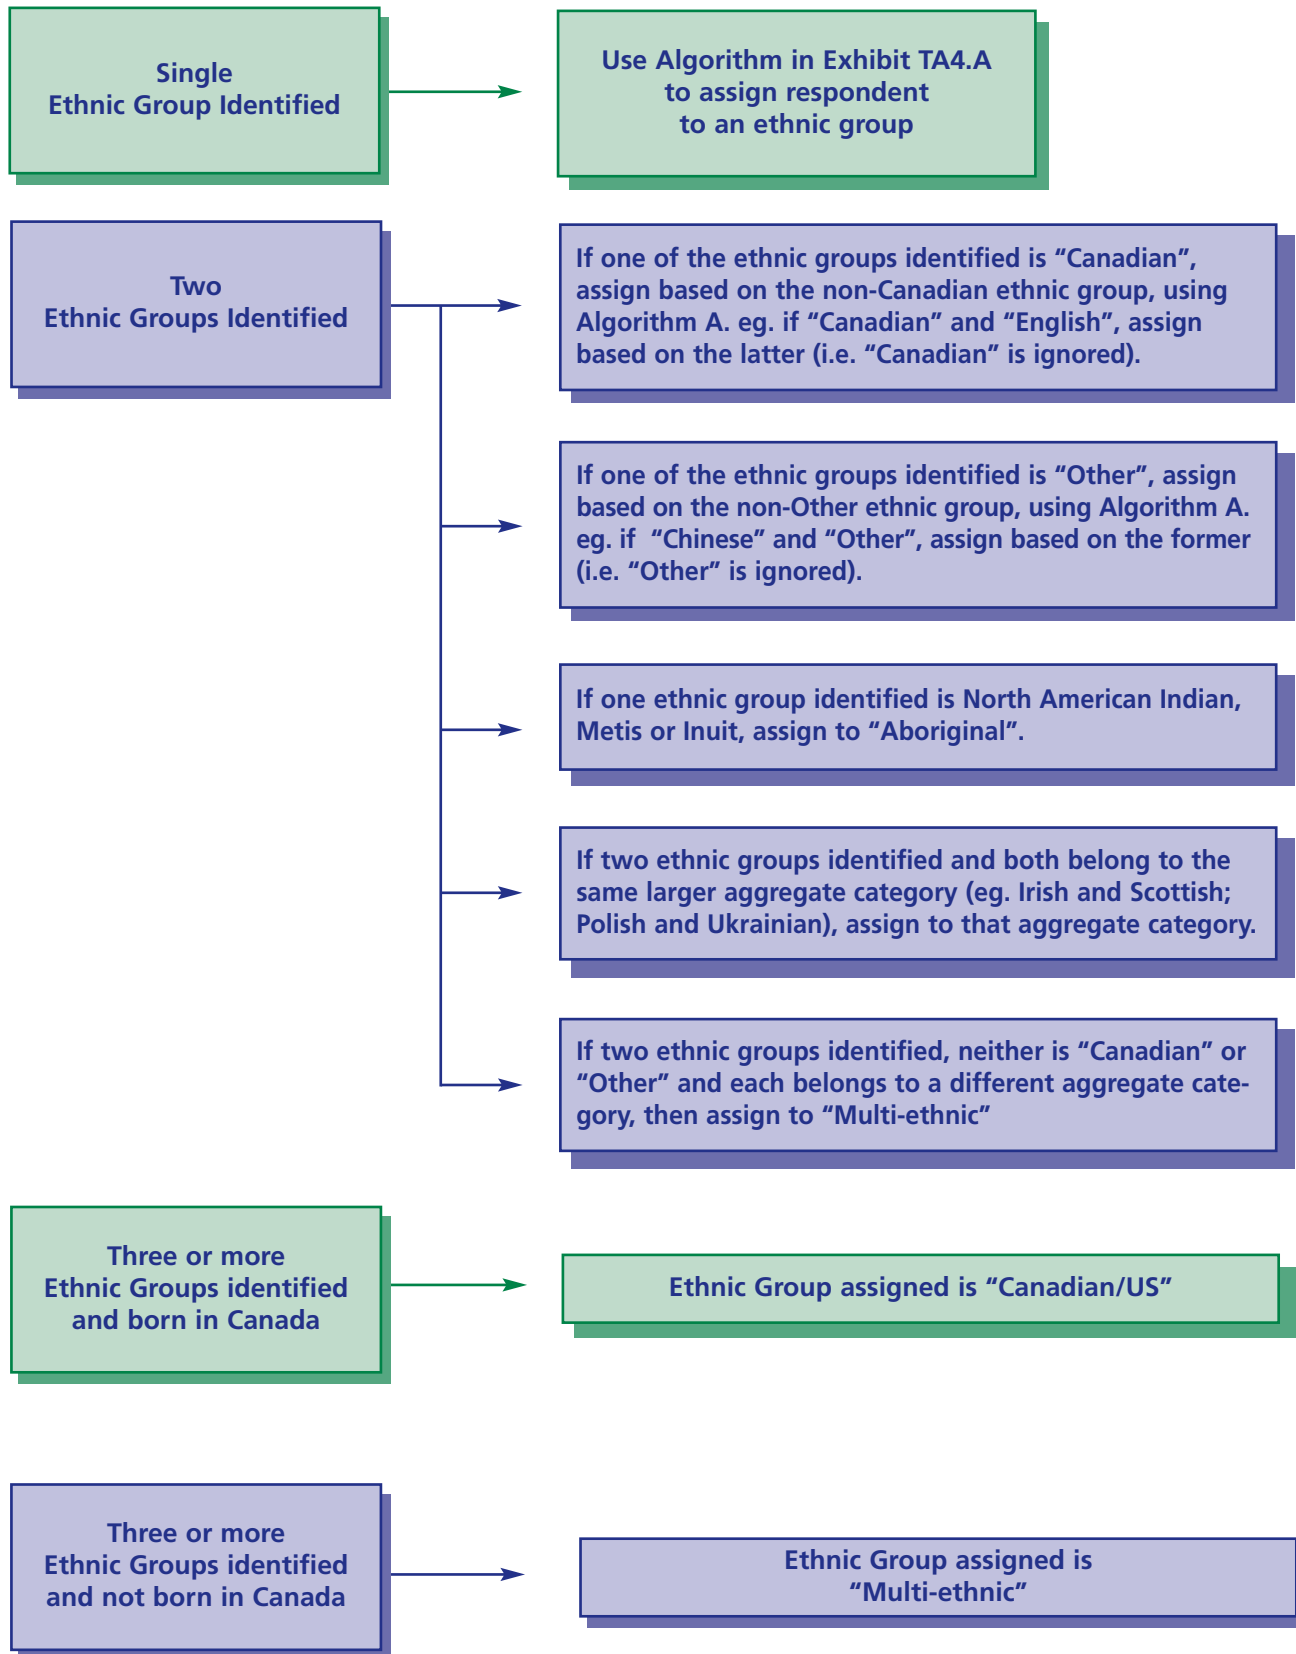 Single
Ethnic Group Identified
Use Algorithm in Exhibit TA4.A
to assign respondent
to an ethnic group
Two
Ethnic Groups Identified
If one of the ethnic groups identified is “Canadian”,
assign based on the non-Canadian ethnic group, using
Algorithm A. eg. if “Canadian” and “English”, assign
based on the latter (i.e. “Canadian” is ignored).
If one of the ethnic groups identified is “Other”, assign
based on the non-Other ethnic group, using Algorithm A.
eg. if “Chinese” and “Other”, assign based on the former
(i.e. “Other” is ignored).
If one ethnic group identified is North American Indian,
Metis or Inuit, assign to “Aboriginal”.
If two ethnic groups identified and both belong to the
same larger aggregate category (eg. Irish and Scottish;
Polish and Ukrainian), assign to that aggregate category.
If two ethnic groups identified, neither is “Canadian” or
“Other” and each belongs to a different aggregate cate-
gory, then assign to “Multi-ethnic”
Three or more
Ethnic Groups identified
and born in Canada
Ethnic Group assigned is “Canadian/US”
Three or more
Ethnic Groups identified
and not born in Canada
Ethnic Group assigned is
“Multi-ethnic”